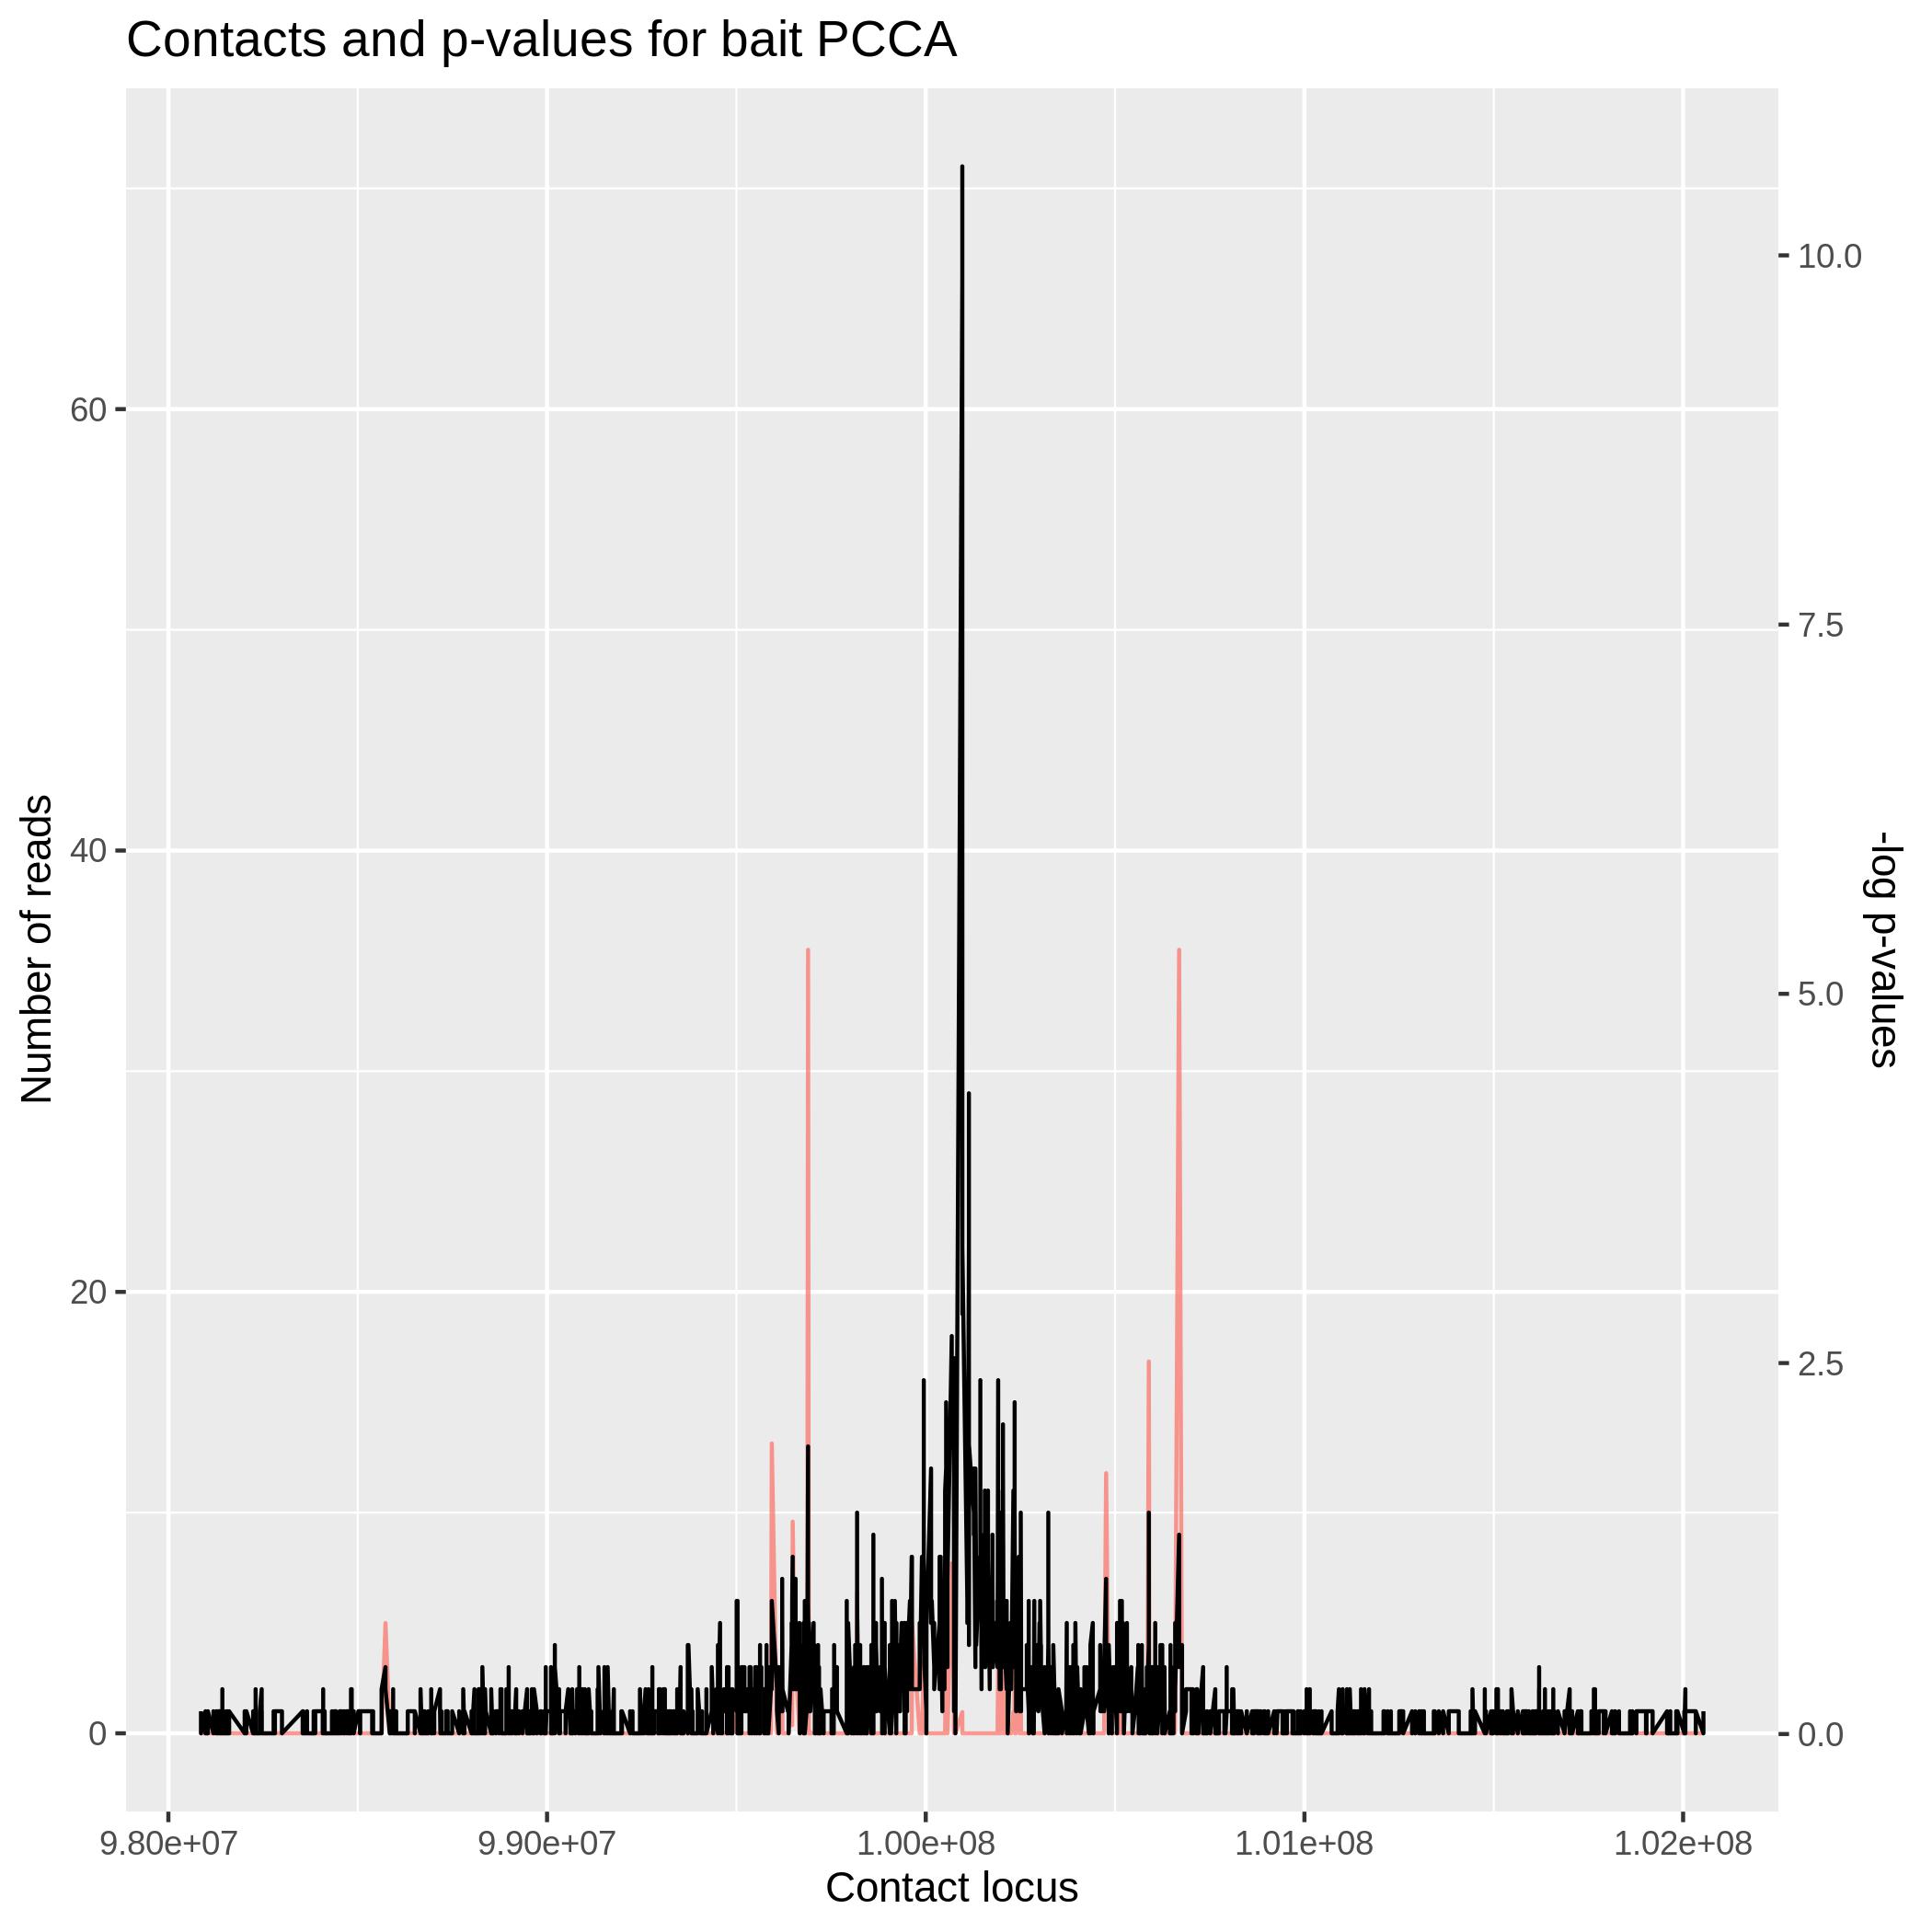 Contacts and p-values for bait PCCA
60
40
20
0
Number of reads
10.0
7.5
5.0
2.5
0.0
-log p-values
9.80e+07
9.90e+07
1.00e+08
1.01e+08
1.02e+08
Contact locus